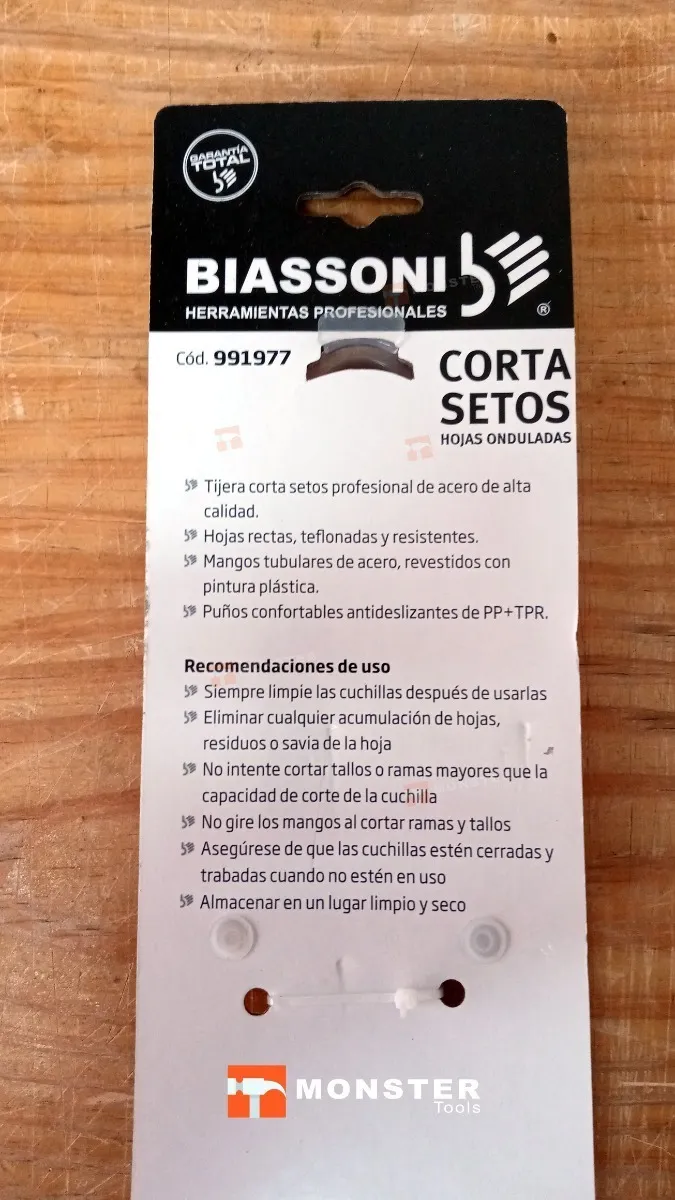 GARANTÍA
TOTAL
BIASSONI
HERRAMIENTAS PROFESIONALES
®
Cód. 991977
CORTA
SETOS
HOJAS ONDULADAS
Tijera corta setos profesional de acero de alta
calidad.
Hojas rectas, teflonadas y resistentes.
Mangos tubulares de acero, revestidos con
pintura plástica.
Puños confortables antideslizantes de PP+TPR.
Recomendaciones de uso
Siempre limpie las cuchillas después de usarlas
Eliminar cualquier acumulación de hojas,
residuos o savia de la hoja
No intente cortar tallos o ramas mayores que la
capacidad de corte de la cuchilla
No gire los mangos al cortar ramas y tallos
Asegúrese de que las cuchillas estén cerradas y
trabadas cuando no estén en uso
Almacenar en un lugar limpio y seco
MONSTER
Tools